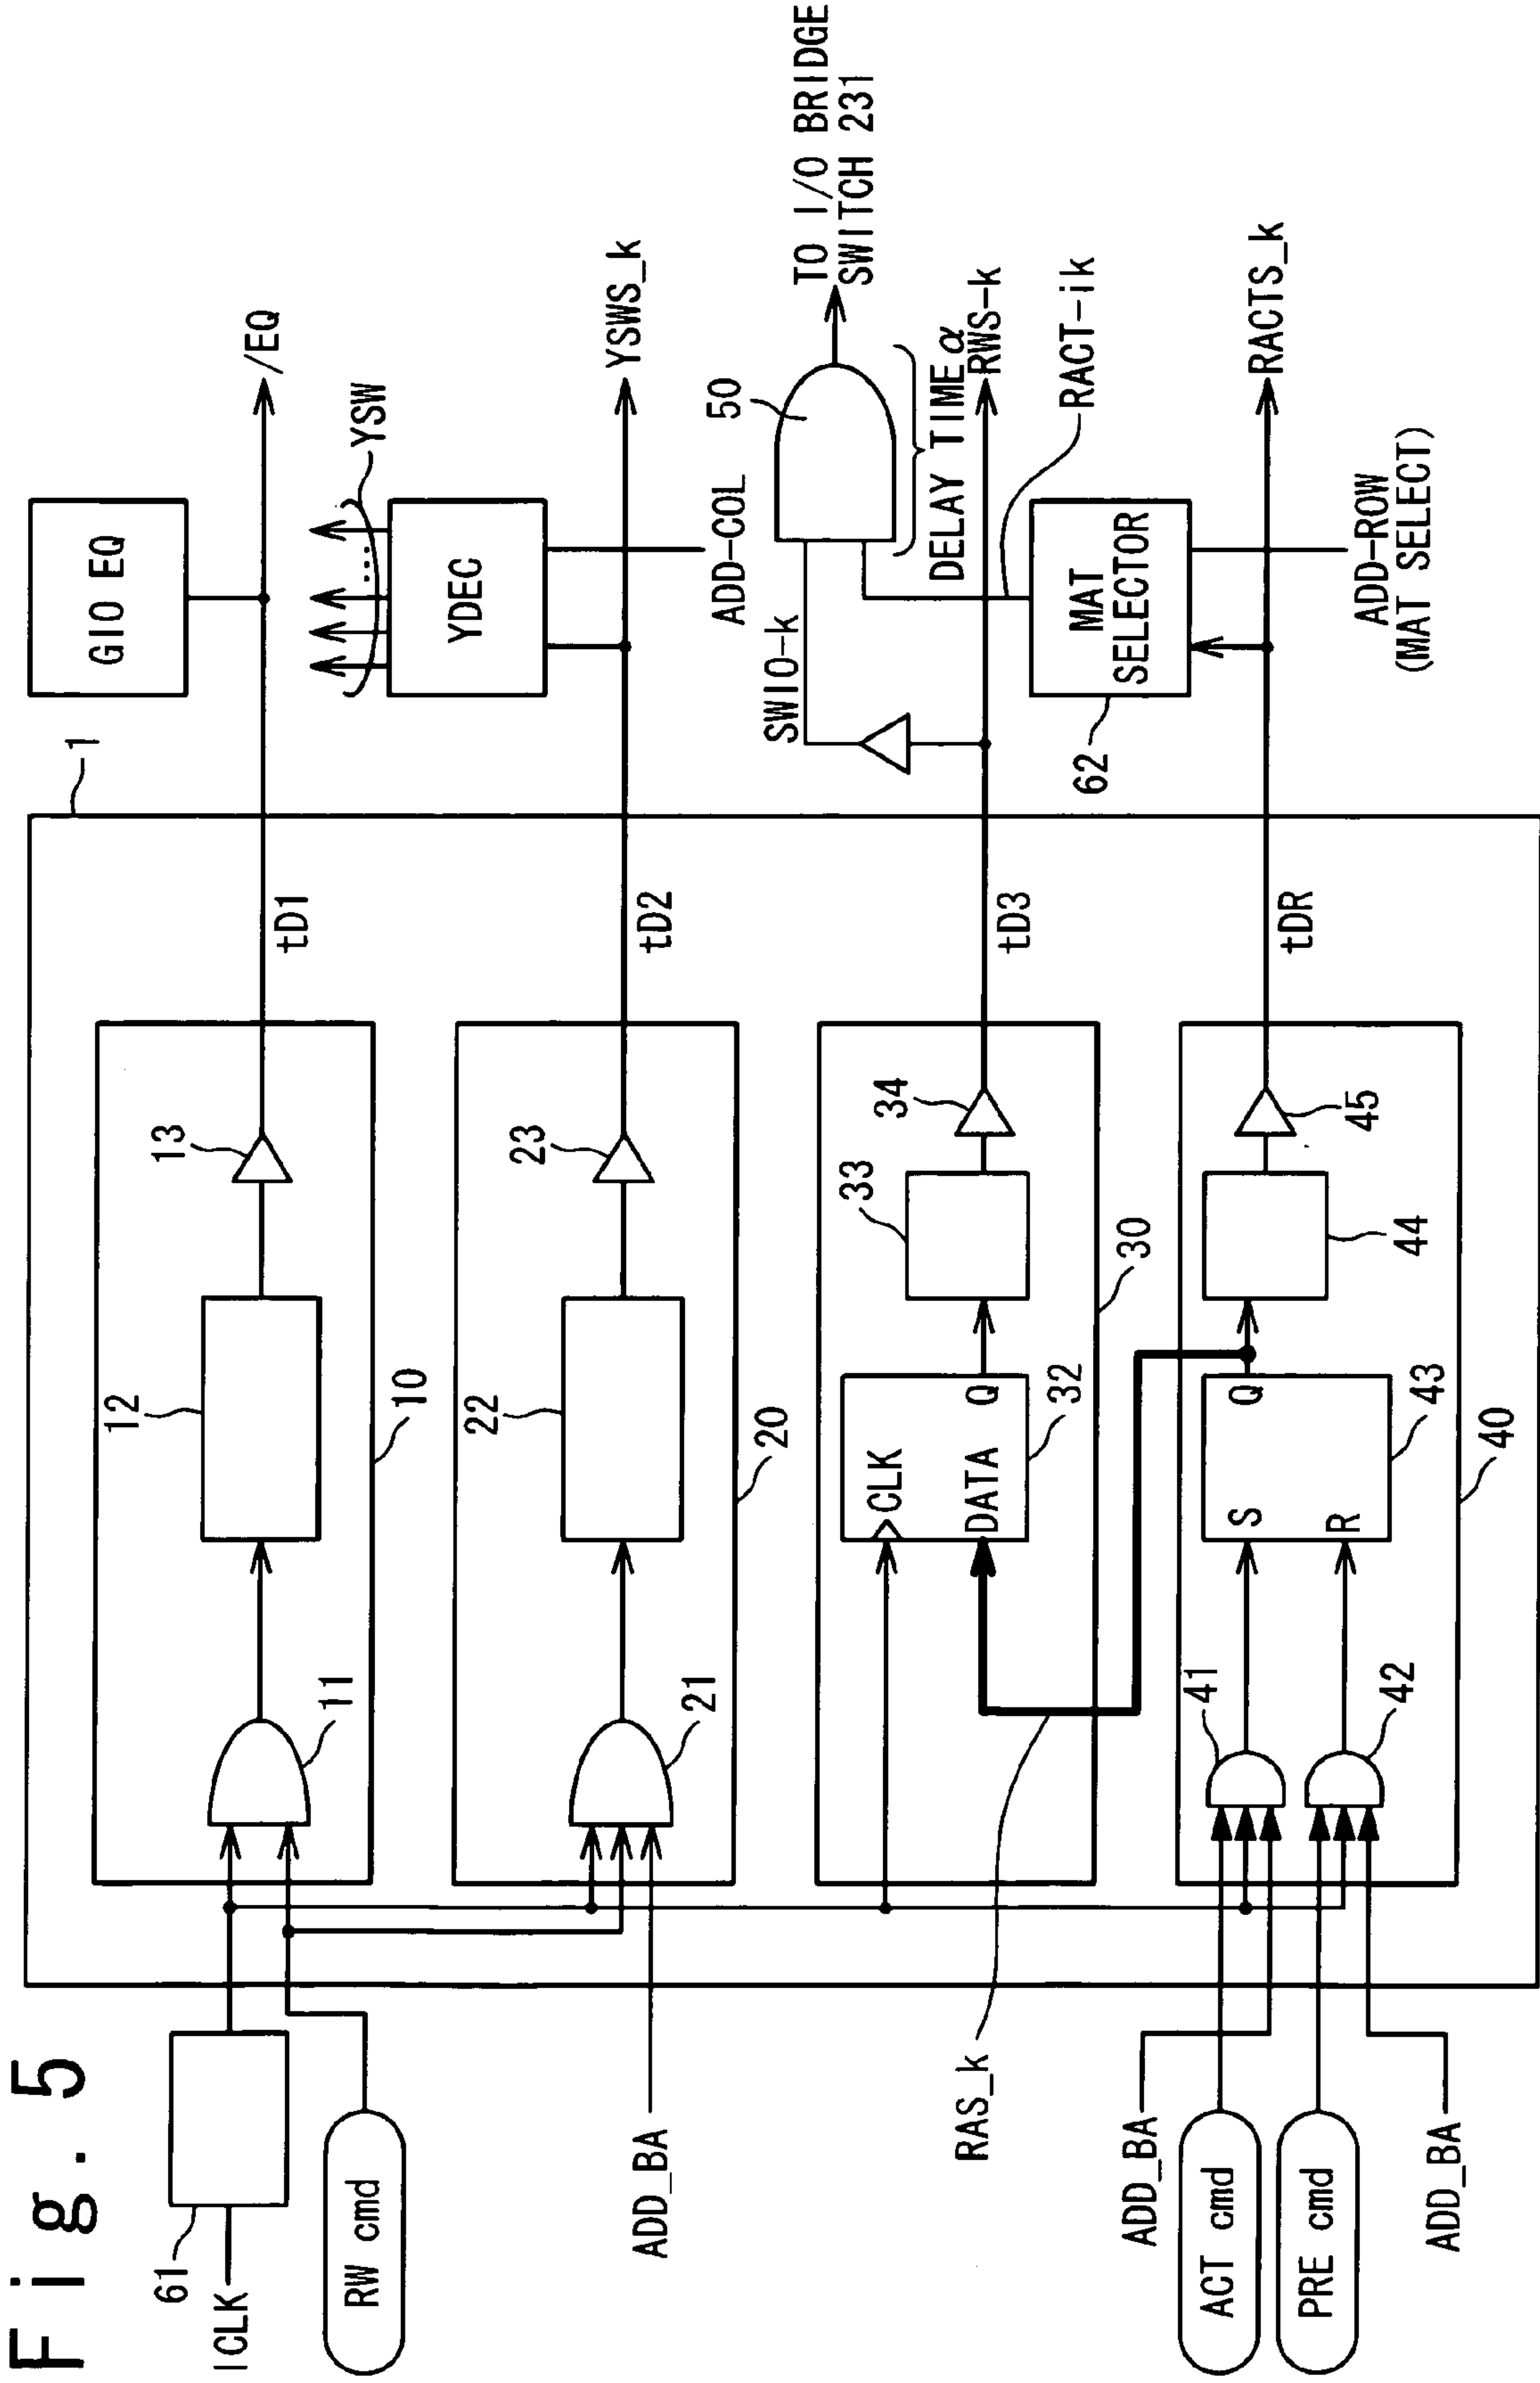 Fig. 5
61
ICLK
RW cmd
ADD_BA
RAS_k
ADD_BA
ACT cmd
PRE cmd
ADD_BA
1
11
12
13
10
tD1
GIO EQ
/EQ
21
22
23
20
tD2
YDEC
YSW
...
YSWS_k
ADD-COL
CLK
DATA
Q
32
33
34
30
tD3
SWIO-k
50
TO I/O BRIDGE
SWITCH 231
DELAY TIME α
RWS-k
RACT-ik
41
42
S
R
Q
43
44
45
40
tDR
MAT
SELECTOR
62
RACTS_k
ADD-ROW
(MAT SELECT)